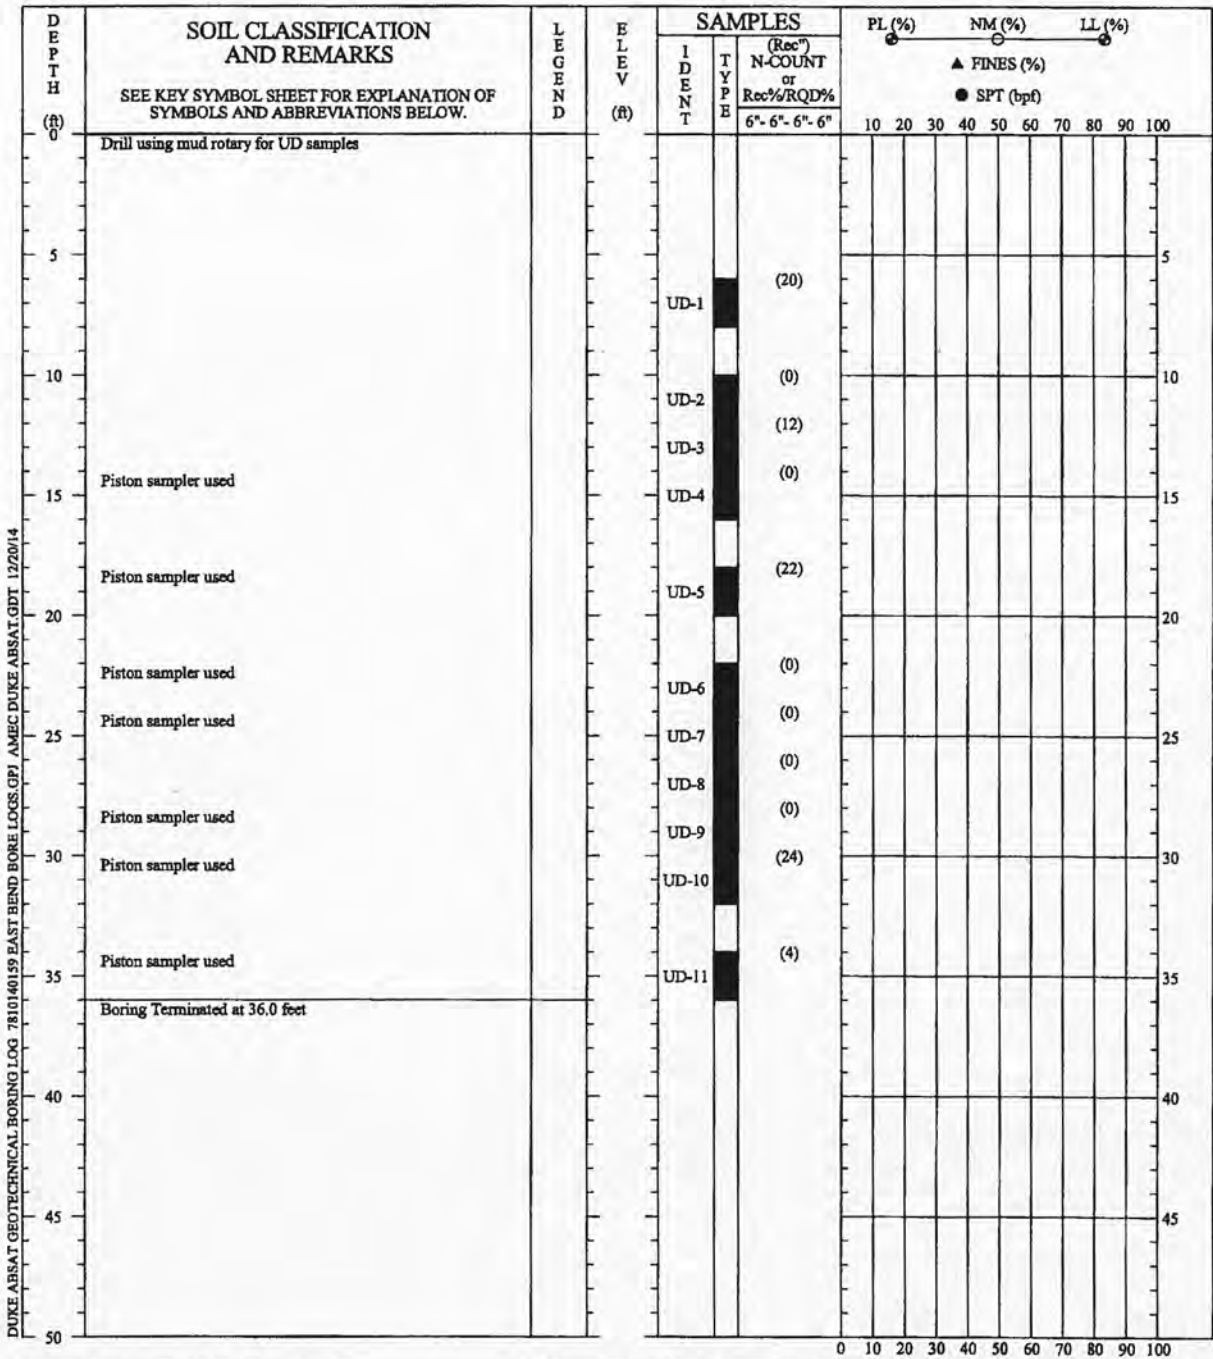 DEPTH
(ft)
SOIL CLASSIFICATION
AND REMARKS
SEE KEY SYMBOL SHEET FOR EXPLANATION OF
SYMBOLS AND ABBREVIATIONS BELOW.
LEGEND
ELEV
(ft)
SAMPLES
IDENT
TYPE
(Rec")
N-COUNT
or
Rec%/RQD%
6"- 6"- 6"- 6"
PL (%) NM (%) LL (%)
▲ FINES (%)
● SPT (bpf)
10 20 30 40 50 60 70 80 90 100
0
Drill using mud rotary for UD samples
5 5
UD-1 (20)
10 (0) 10
UD-2
(12)
UD-3
Piston sampler used (0)
15 UD-4 15
Piston sampler used (22)
UD-5
20 20
Piston sampler used (0)
UD-6
Piston sampler used (0)
25 UD-7 25
(0)
UD-8
Piston sampler used (0)
UD-9
30 Piston sampler used (24) 30
UD-10
Piston sampler used (4)
35 UD-11 35
Boring Terminated at 36.0 feet
40 40
45 45
50
0 10 20 30 40 50 60 70 80 90 100
DUKE ABSAT GEOTECHNICAL BORING LOG 7810140159 EAST BEND BORE LOGS.GPJ AMEC DUKE ABSAT.GDT 12/20/14